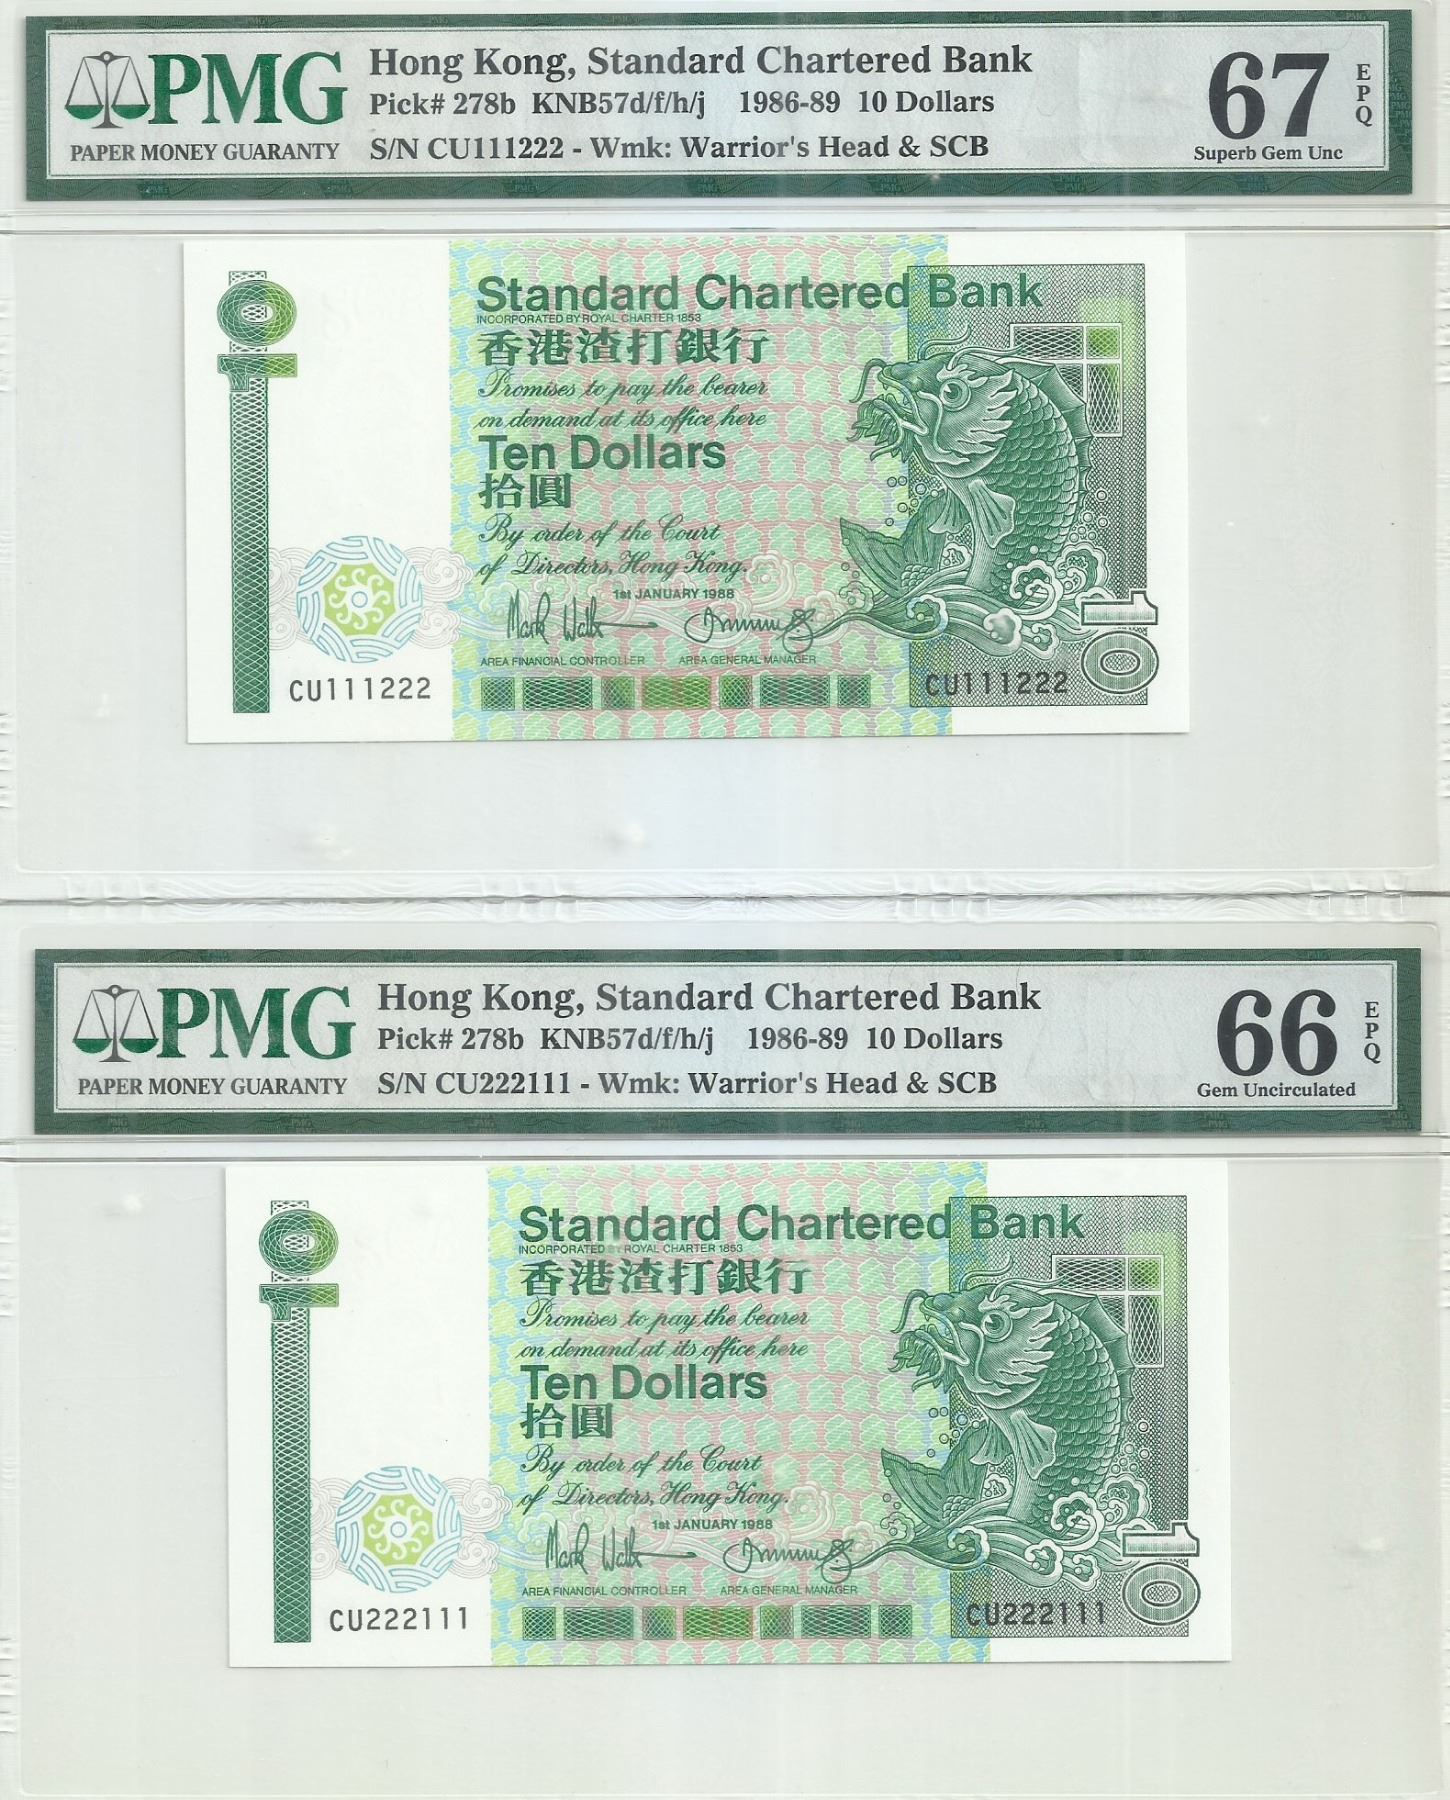 PMG
PAPER MONEY GUARANTY
Hong Kong, Standard Chartered Bank
Pick# 278b KNB57d/f/h/j 1986-89 10 Dollars
S/N CU111222 - Wmk: Warrior's Head & SCB
67
EPQ
Superb Gem Unc
10
Standard Chartered Bank
INCORPORATED BY ROYAL CHARTER 1853
香港渣打銀行
Promises to pay the bearer
on demand at its office here
Ten Dollars
拾圓
By order of the Court
of Directors, Hong Kong.
1st JANUARY 1988
Mark
AREA FINANCIAL CONTROLLER AREA GENERAL MANAGER
CU111222 CU111222
10
PMG
PAPER MONEY GUARANTY
Hong Kong, Standard Chartered Bank
Pick# 278b KNB57d/f/h/j 1986-89 10 Dollars
S/N CU222111 - Wmk: Warrior's Head & SCB
66
EPQ
Gem Uncirculated
10
Standard Chartered Bank
INCORPORATED BY ROYAL CHARTER 1853
香港渣打銀行
Promises to pay the bearer
on demand at its office here
Ten Dollars
拾圓
By order of the Court
of Directors, Hong Kong.
1st JANUARY 1988
Mark
AREA FINANCIAL CONTROLLER AREA GENERAL MANAGER
CU222111 CU222111
10